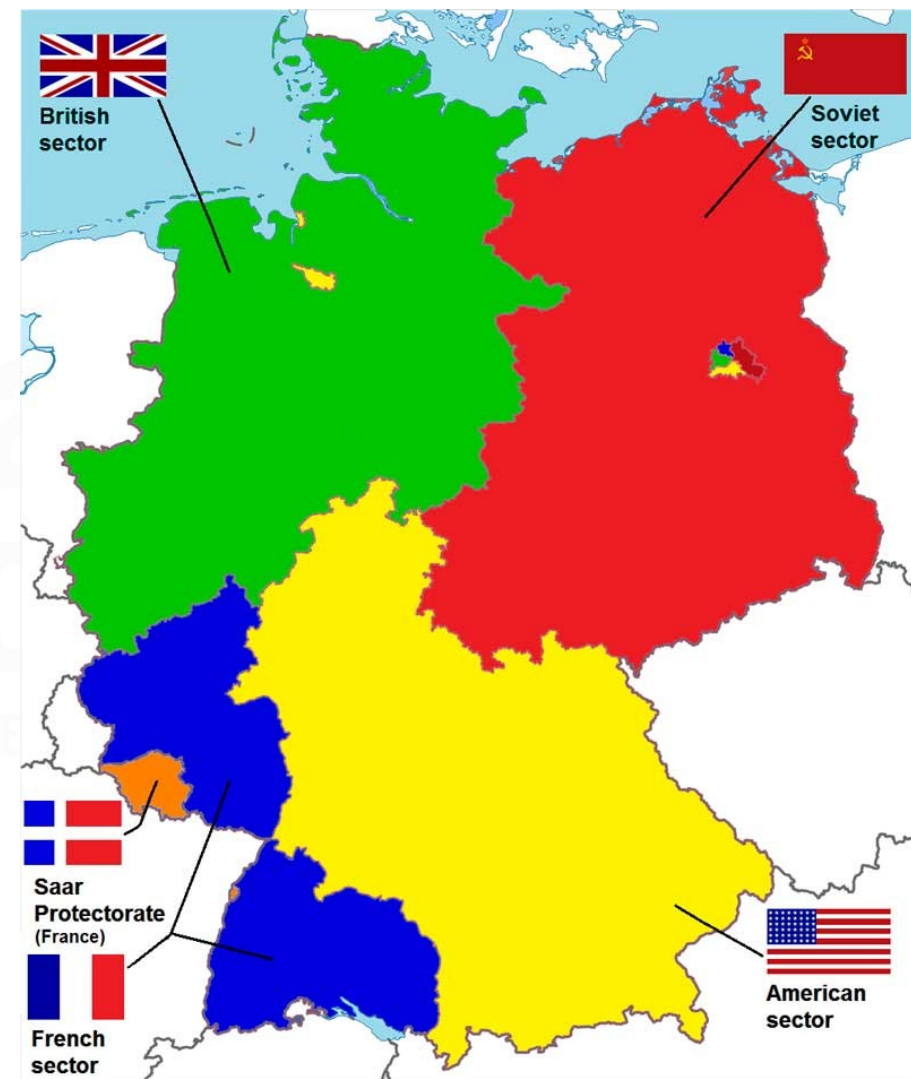 British
sector
Soviet
sector
Saar
Protectorate
(France)
French
sector
American
sector